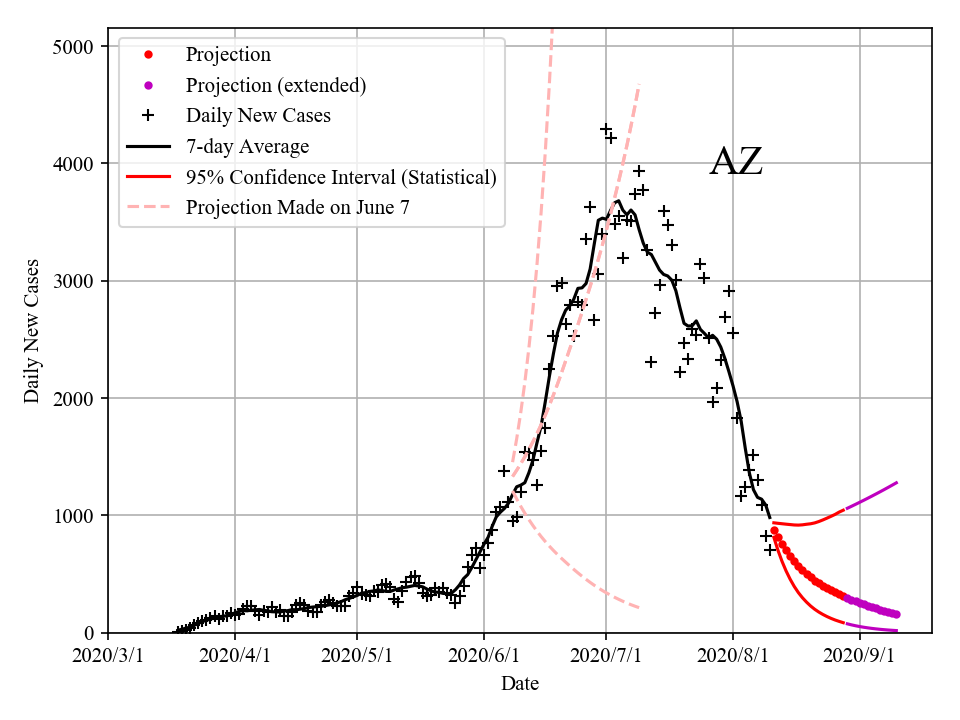 5000
4000
3000
2000
1000
0
Daily New Cases
Projection
Projection (extended)
Daily New Cases
7-day Average
95% Confidence Interval (Statistical)
Projection Made on June 7
AZ
2020/3/1 2020/4/1 2020/5/1 2020/6/1 2020/7/1 2020/8/1 2020/9/1
Date